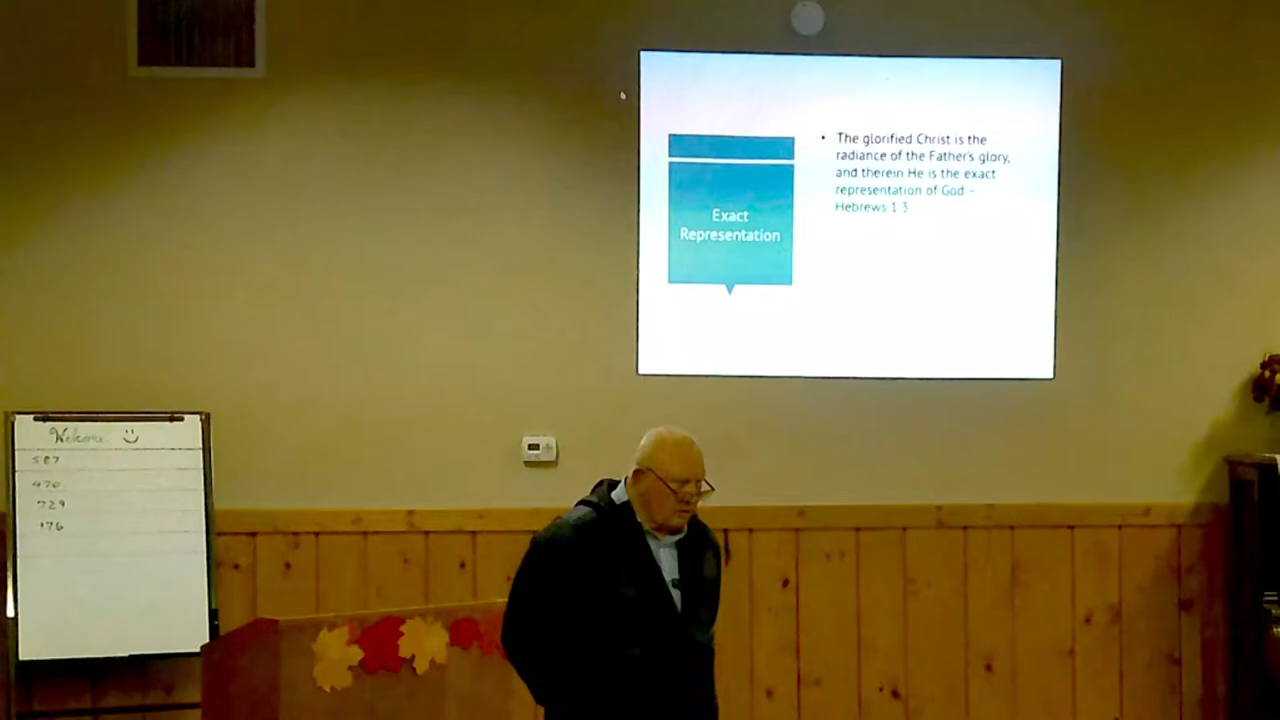 Exact
Representation
• The glorified Christ is the
radiance of the Father's glory,
and therein He is the exact
representation of God –
Hebrews 1:3
Welcome
587
470
729